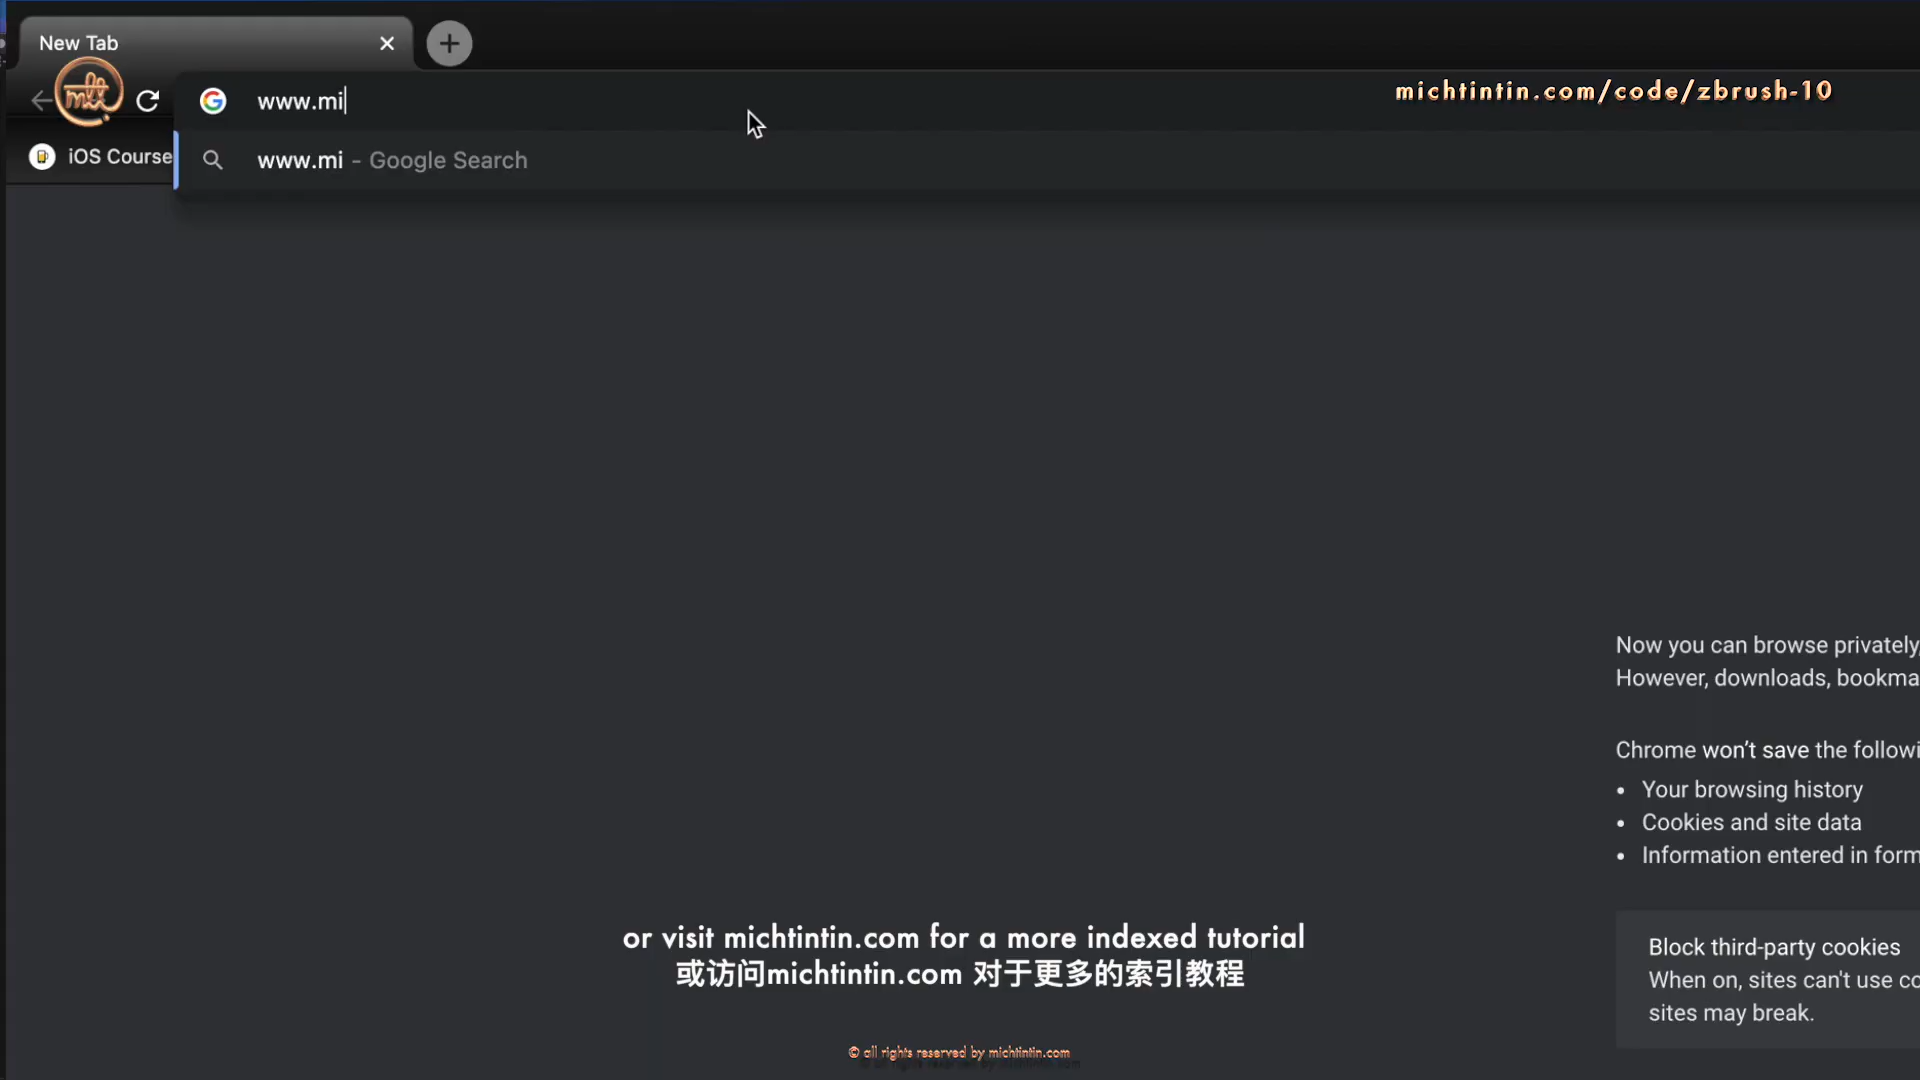 New Tab
mtt
www.mi
michtintin.com/code/zbrush-10
iOS Course
www.mi - Google Search
Now you can browse privately,
However, downloads, bookma
Chrome won't save the followi
• Your browsing history
• Cookies and site data
• Information entered in form
Block third-party cookies
When on, sites can't use co
sites may break.
or visit michtintin.com for a more indexed tutorial
或访问michtintin.com 对于更多的索引教程
© all rights reserved by michtintin.com